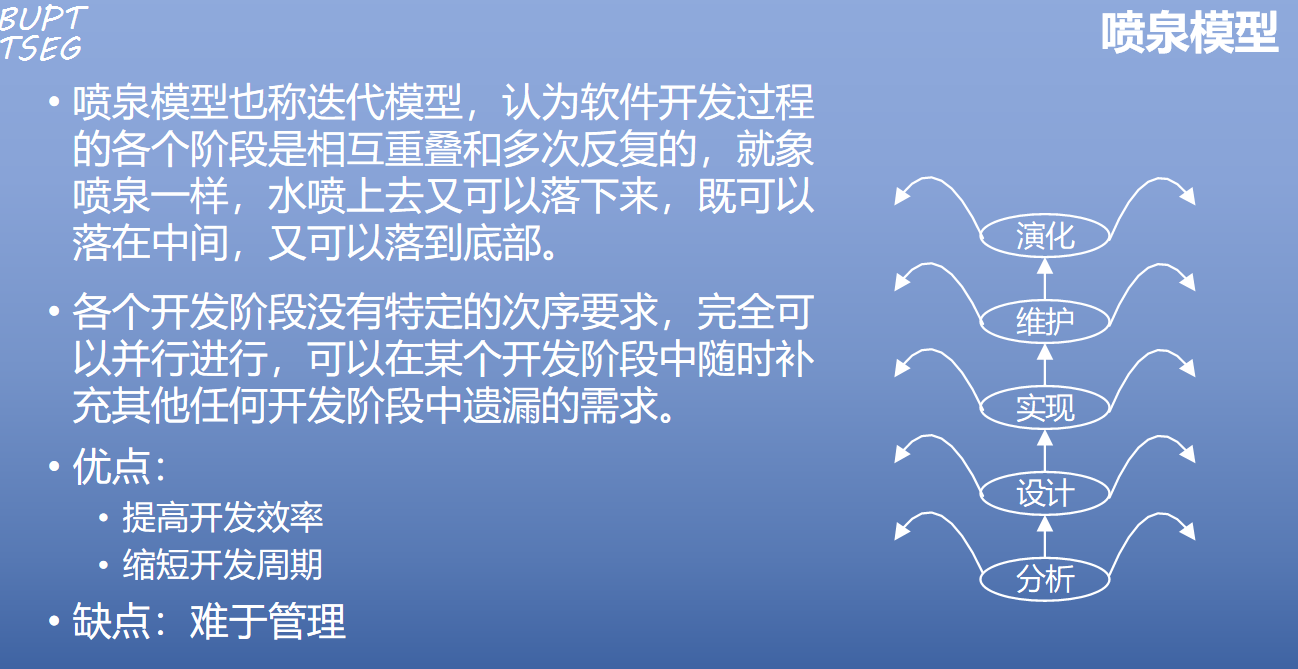 BUPT
TSEG
喷泉模型
• 喷泉模型也称迭代模型，认为软件开发过程
的各个阶段是相互重叠和多次反复的，就象
喷泉一样，水喷上去又可以落下来，既可以
落在中间，又可以落到底部。
• 各个开发阶段没有特定的次序要求，完全可
以并行进行，可以在某个开发阶段中随时补
充其他任何开发阶段中遗漏的需求。
• 优点：
• 提高开发效率
• 缩短开发周期
• 缺点：难于管理
演化
维护
实现
设计
分析